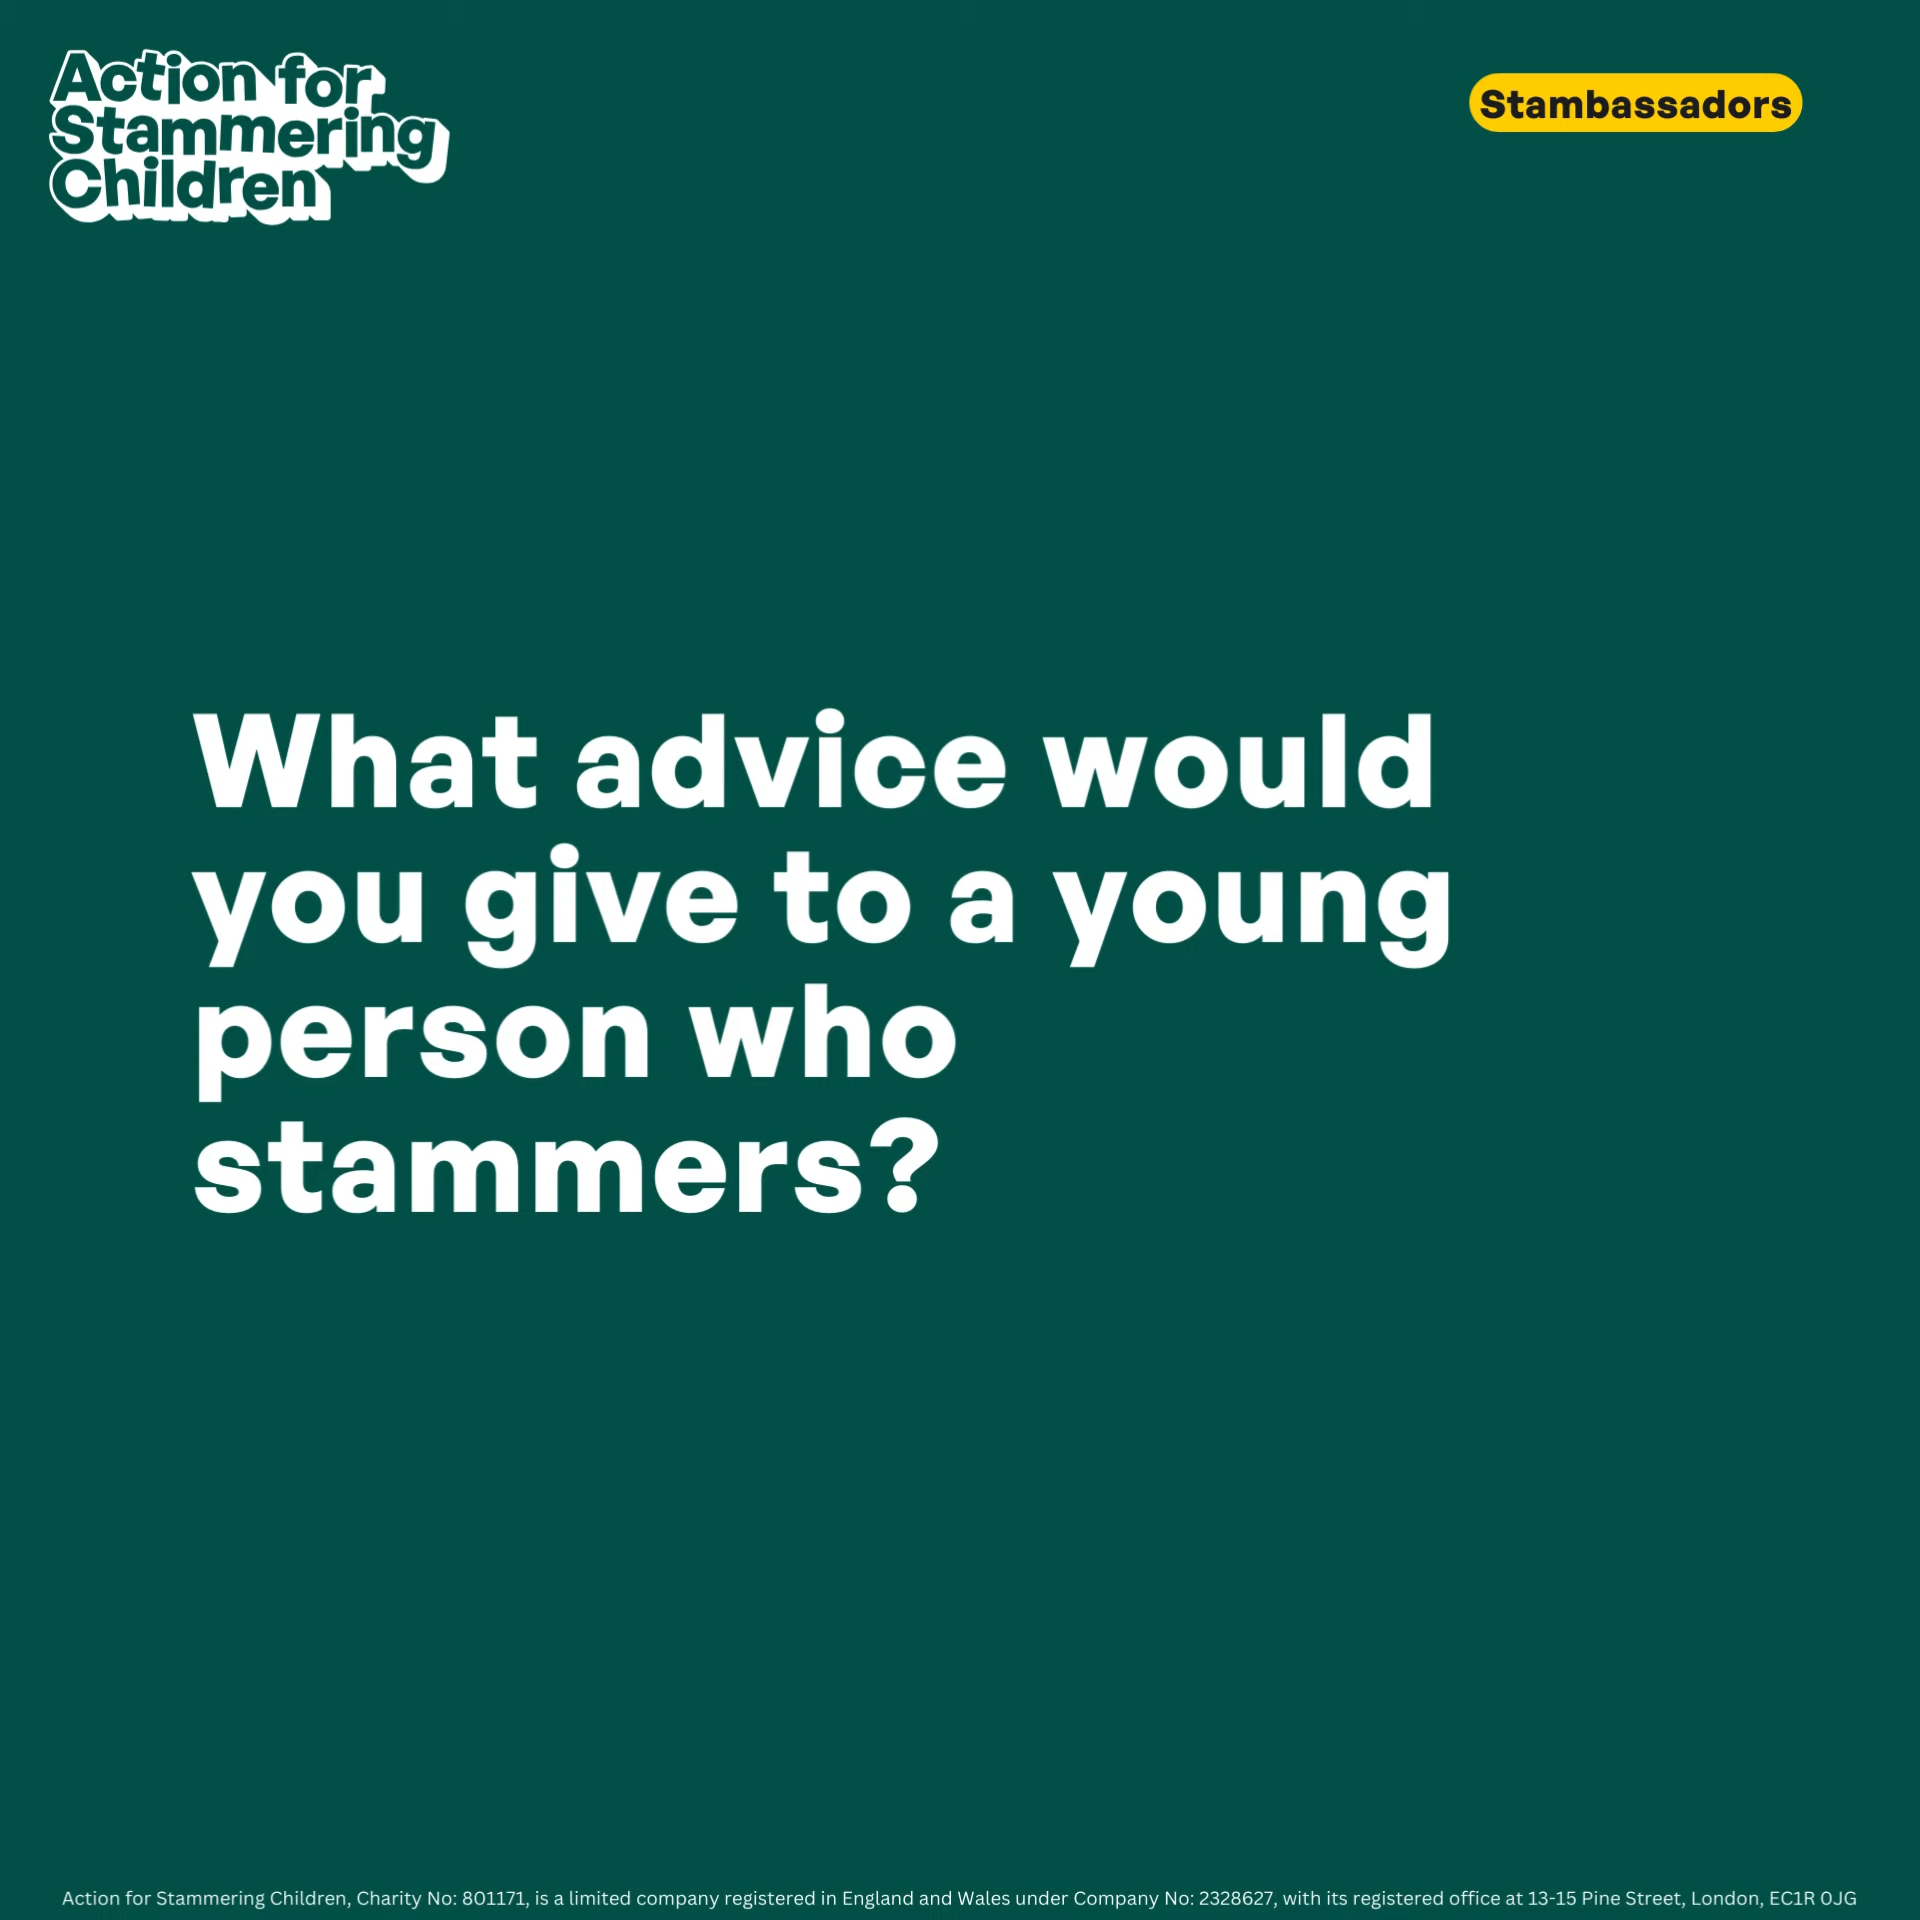 Action for
Stammering
Children
Stambassadors
What advice would
you give to a young
person who
stammers?
Action for Stammering Children, Charity No: 801171, is a limited company registered in England and Wales under Company No: 2328627, with its registered office at 13-15 Pine Street, London, EC1R 0JG